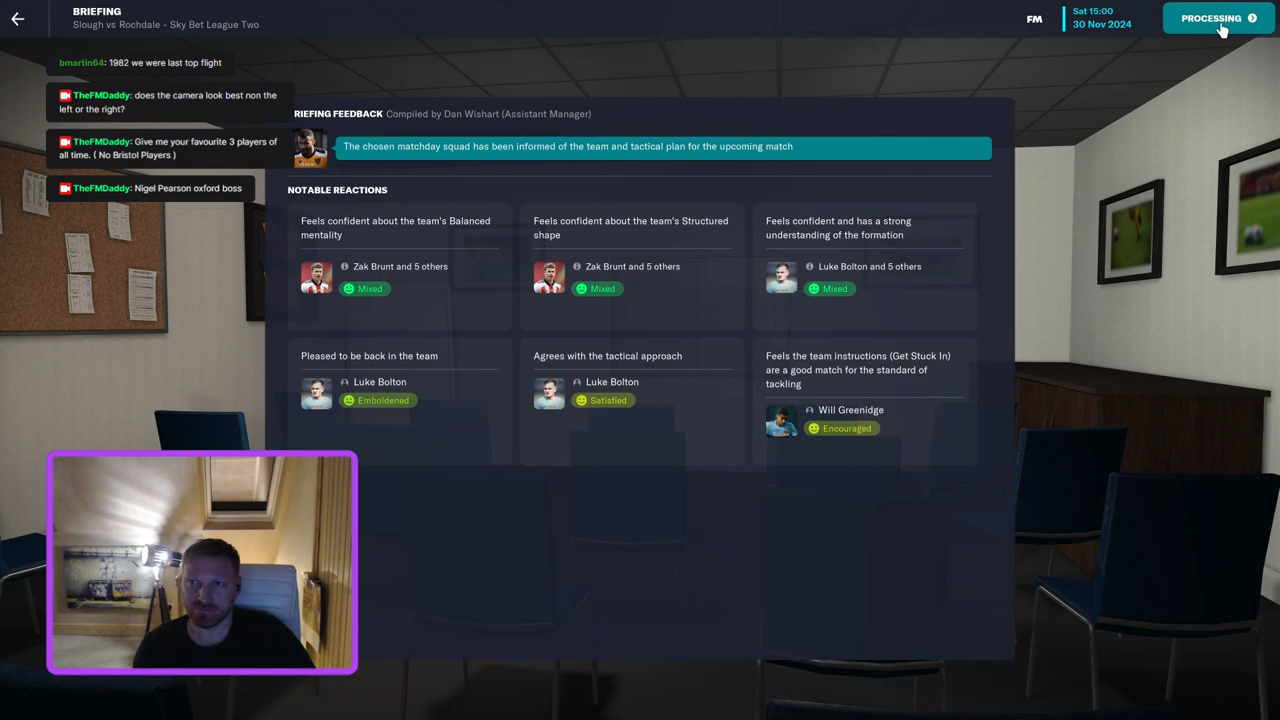 BRIEFING
Slough vs Rochdale - Sky Bet League Two
FM
Sat 15:00
30 Nov 2024
PROCESSING
bmartin64: 1982 we were last top flight
TheFMDaddy: does the camera look best non the
left or the right?
TheFMDaddy: Give me your favourite 3 players of
all time. ( No Bristol Players )
TheFMDaddy: Nigel Pearson oxford boss
RIEFING FEEDBACK Compiled by Dan Wishart (Assistant Manager)
The chosen matchday squad has been informed of the team and tactical plan for the upcoming match
NOTABLE REACTIONS
Feels confident about the team's Balanced
mentality
Zak Brunt and 5 others
Mixed
Feels confident about the team's Structured
shape
Zak Brunt and 5 others
Mixed
Feels confident and has a strong
understanding of the formation
Luke Bolton and 5 others
Mixed
Pleased to be back in the team
Luke Bolton
Emboldened
Agrees with the tactical approach
Luke Bolton
Satisfied
Feels the team instructions (Get Stuck In)
are a good match for the standard of
tackling
Will Greenidge
Encouraged